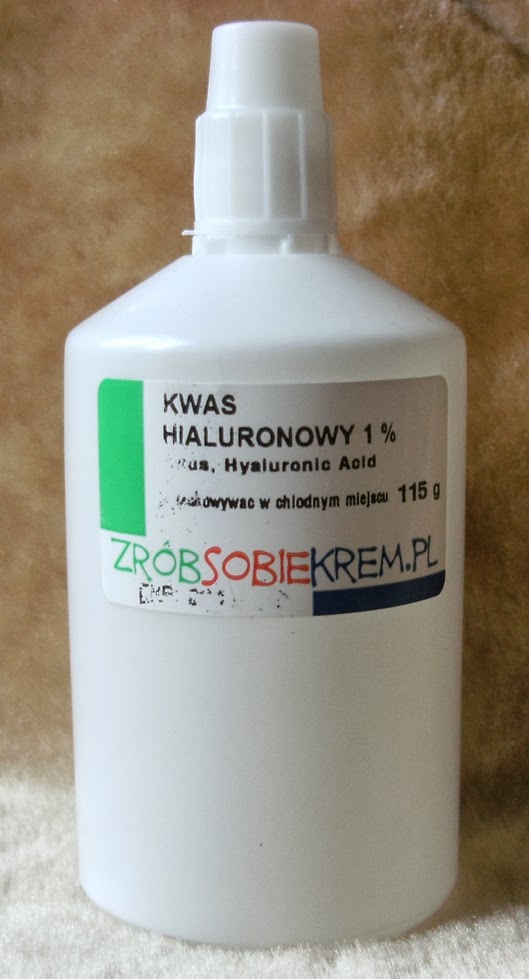 KWAS
HIALURONOWY 1 %
Hyaluronic Acid
w chlodnym miejscu 115 g
ZRÓBSOBIEKREM.PL